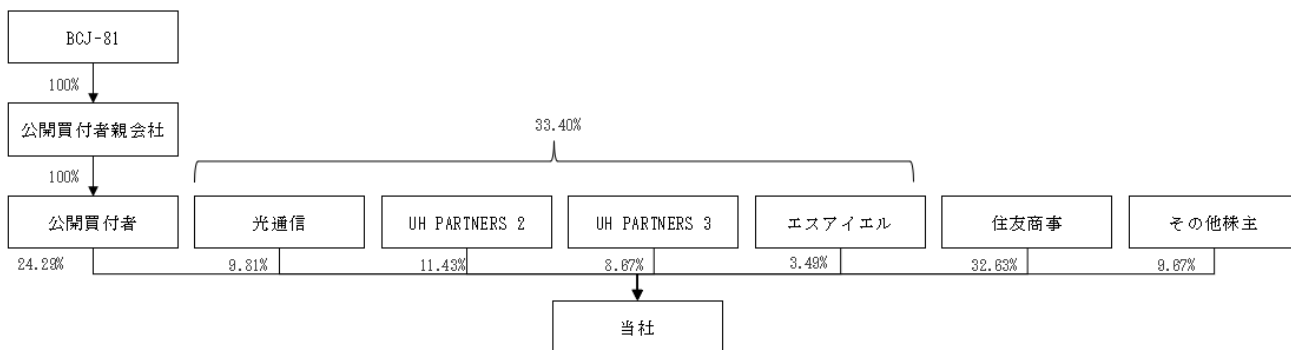 BCJ-81
100%
公開買付者親会社
33.40%
100%
公開買付者
光通信
UH PARTNERS 2
UH PARTNERS 3
エスアイエル
住友商事
その他株主
24.29%
9.81%
11.43%
8.67%
3.49%
32.63%
9.67%
当社